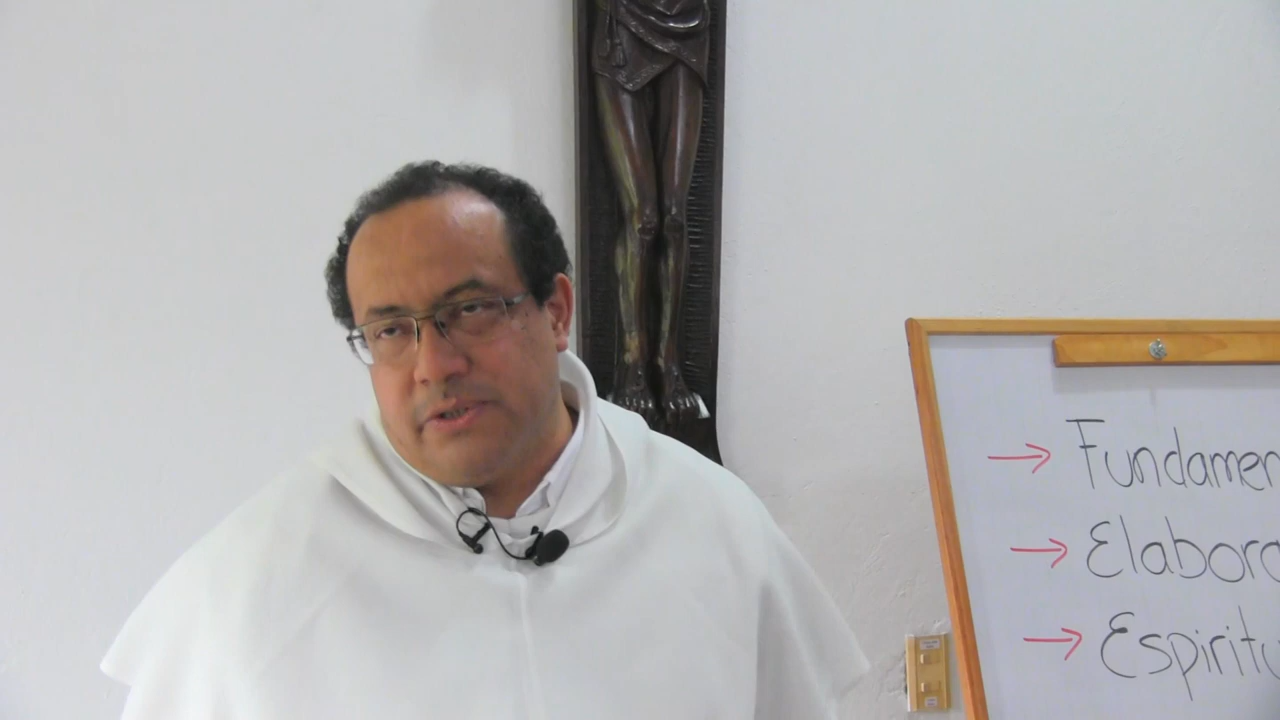 → Fundamen
→ Elabora
→ Espiritu